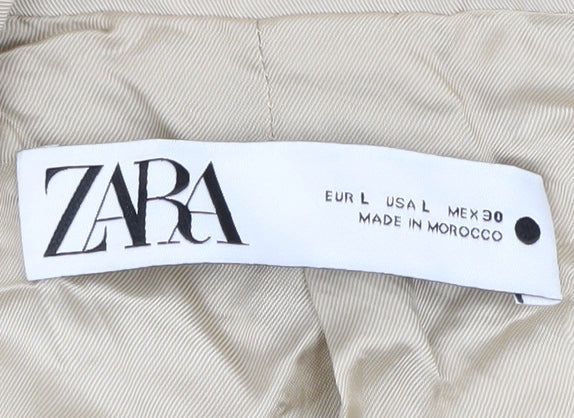 ZARA
EUR L USA L MEX 30
MADE IN MOROCCO